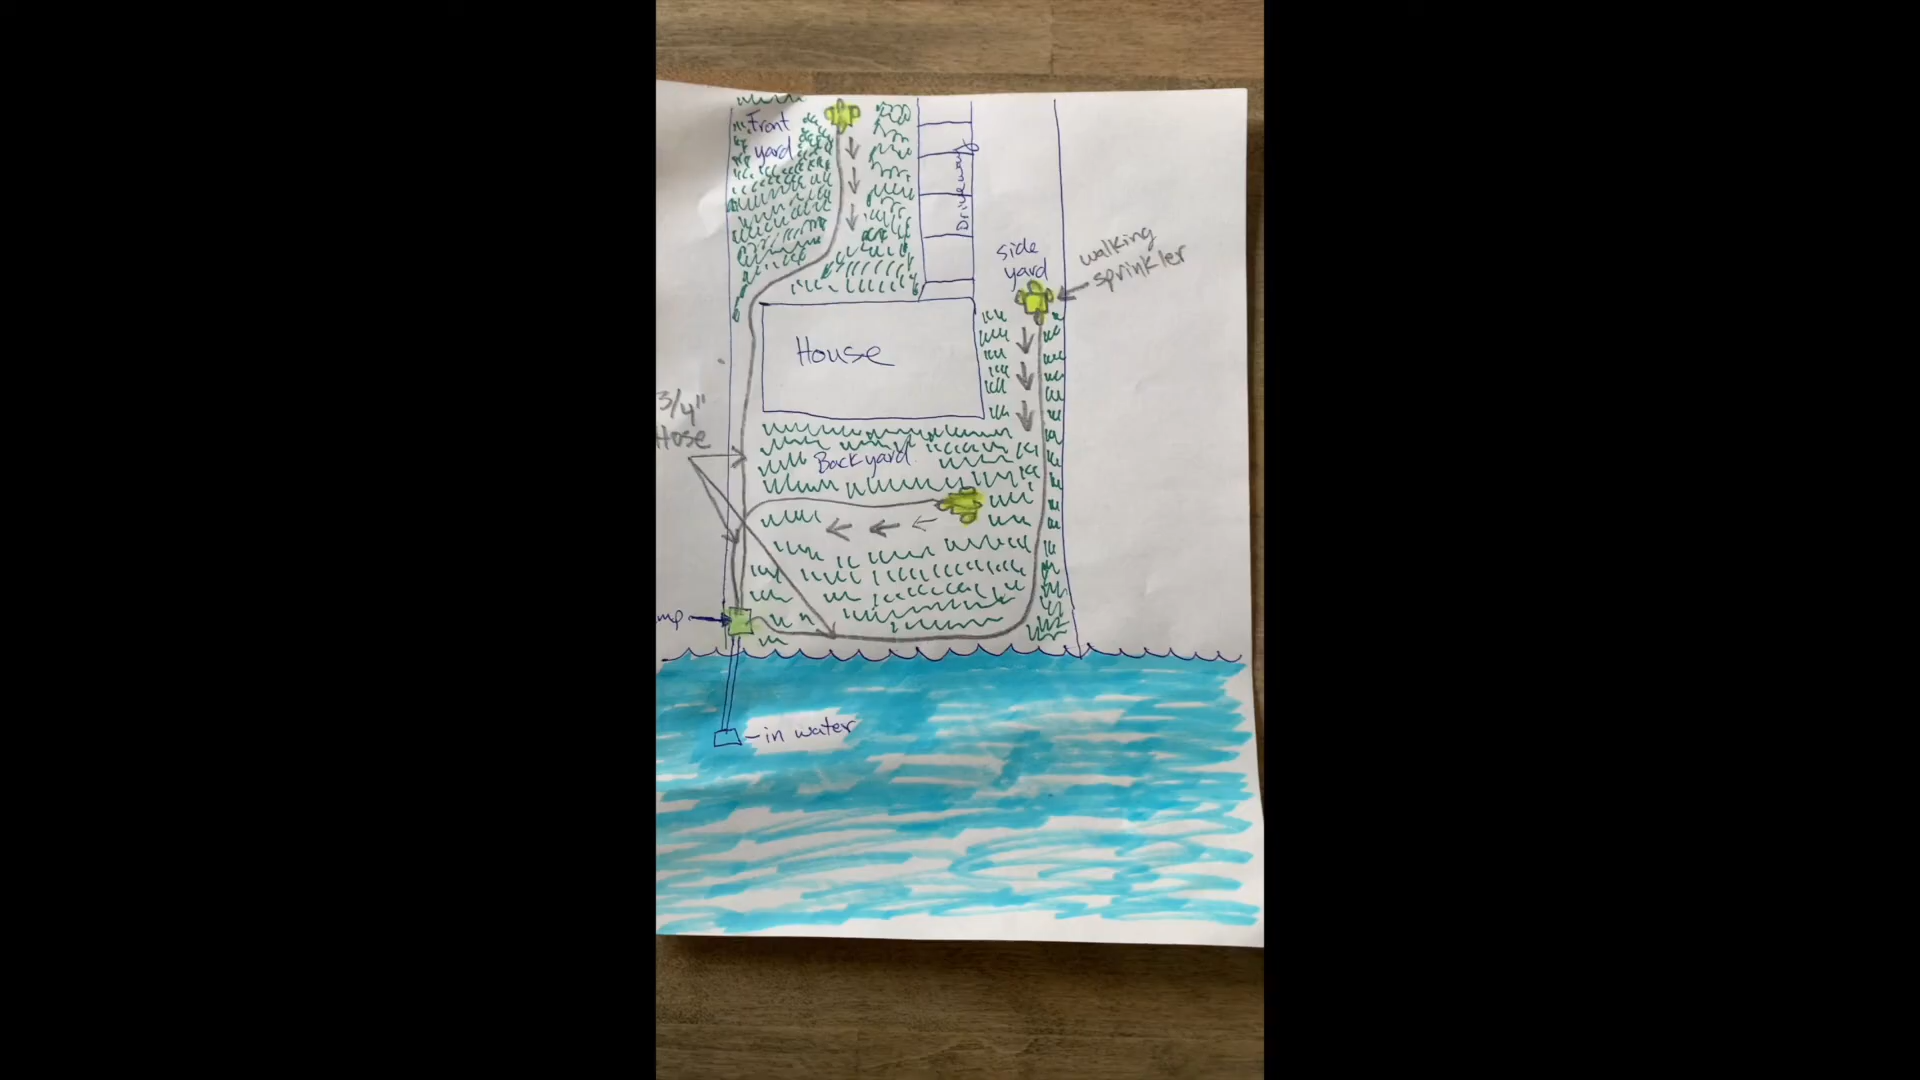 Front
yard
Driveway
side
yard
walking
sprinkler
House
3/4"
Hose
Backyard
in water